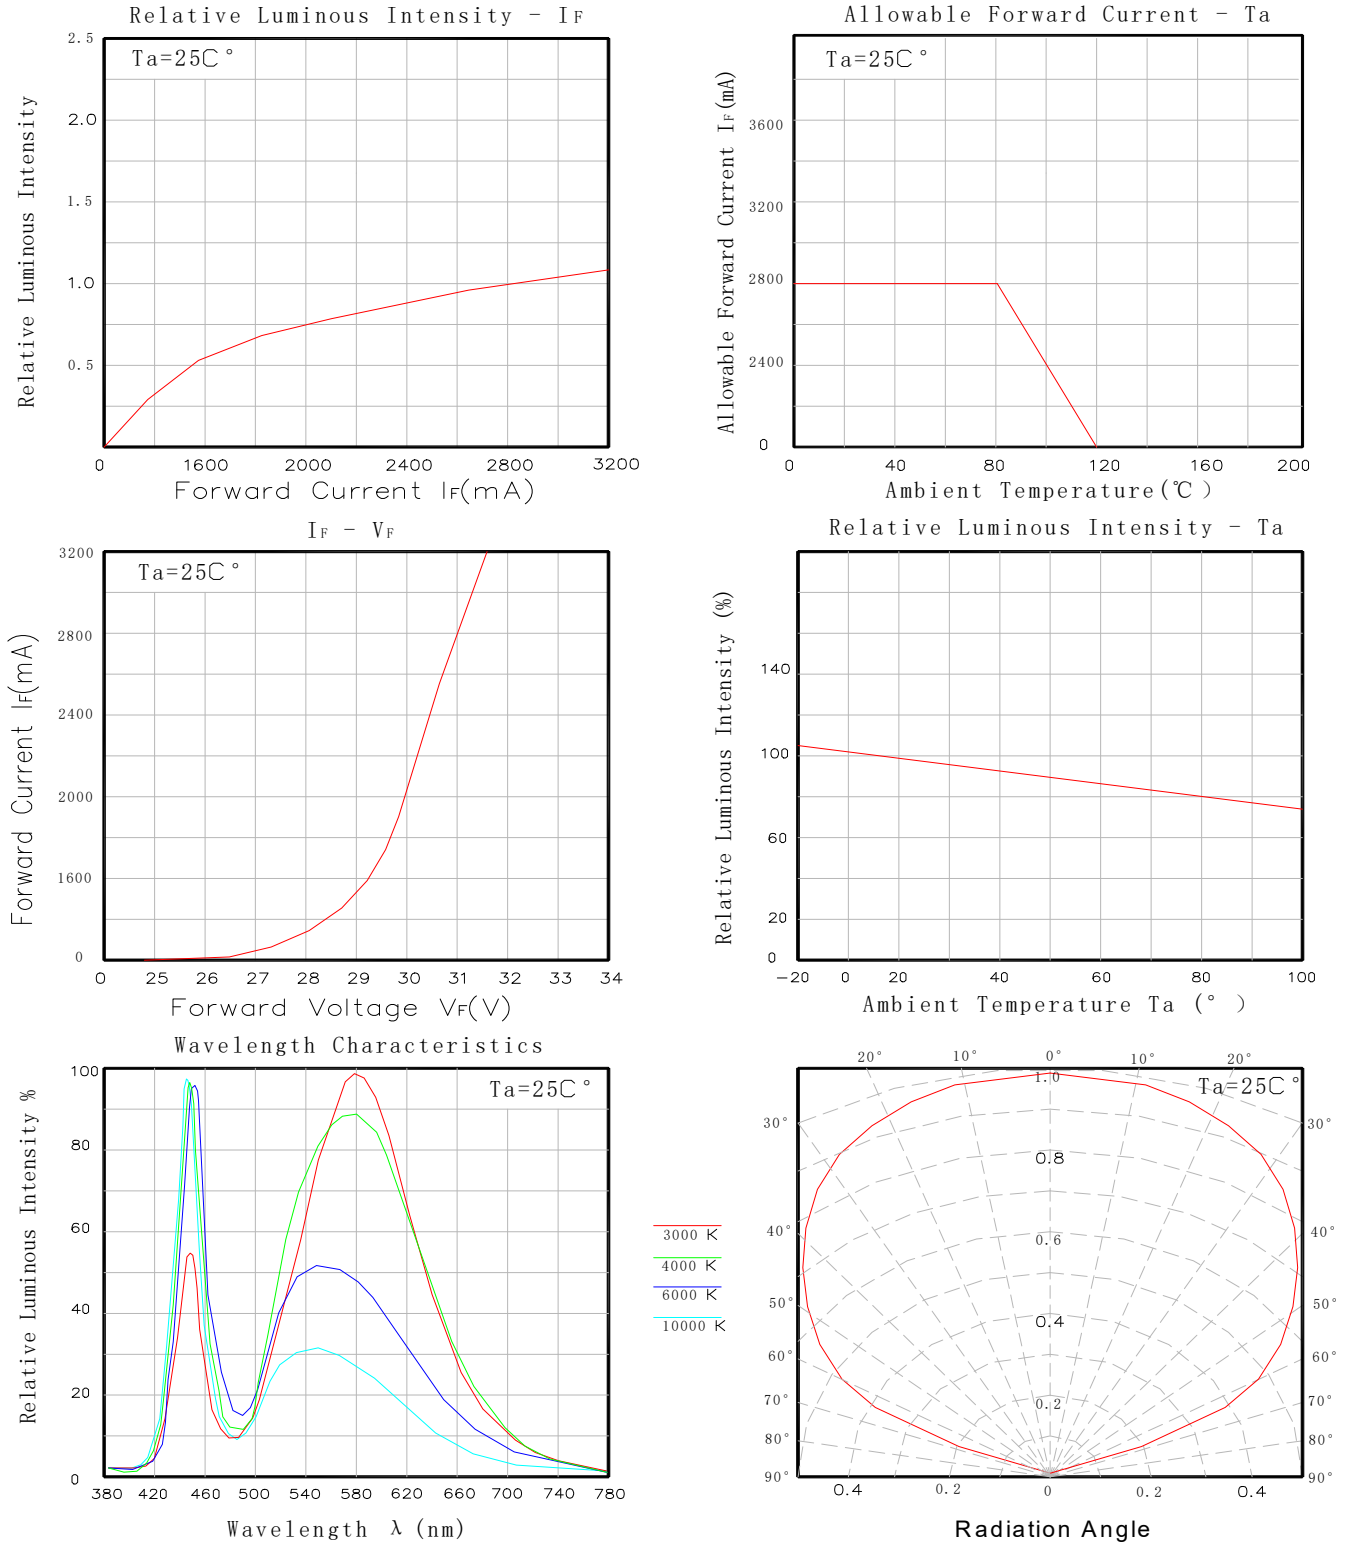 Relative Luminous Intensity - IF
Ta=25C°
Relative Luminous Intensity
2.5
2.0
1.5
1.0
0.5
0 1600 2000 2400 2800 3200
Forward Current IF(mA)
Allowable Forward Current - Ta
Ta=25C°
Allowable Forward Current IF(mA)
3600
3200
2800
2400
0
0 40 80 120 160 200
Ambient Temperature(℃)
IF - VF
Ta=25C°
Forward Current IF(mA)
3200
2800
2400
2000
1600
0
0 25 26 27 28 29 30 31 32 33 34
Forward Voltage VF(V)
Relative Luminous Intensity - Ta
Relative Luminous Intensity (%)
140
100
60
20
0
-20 0 20 40 60 80 100
Ambient Temperature Ta (° )
Wavelength Characteristics
Ta=25C°
Relative Luminous Intensity %
100
80
60
40
20
0
380 420 460 500 540 580 620 660 700 740 780
Wavelength λ (nm)
3000 K
4000 K
6000 K
10000 K
20° 10° 0° 10° 20°
1.0
Ta=25C°
30° 30°
0.8
40° 0.6 40°
50° 0.4 50°
60° 60°
70° 0.2 70°
80° 80°
90° 90°
0.4 0.2 0 0.2 0.4
Radiation Angle